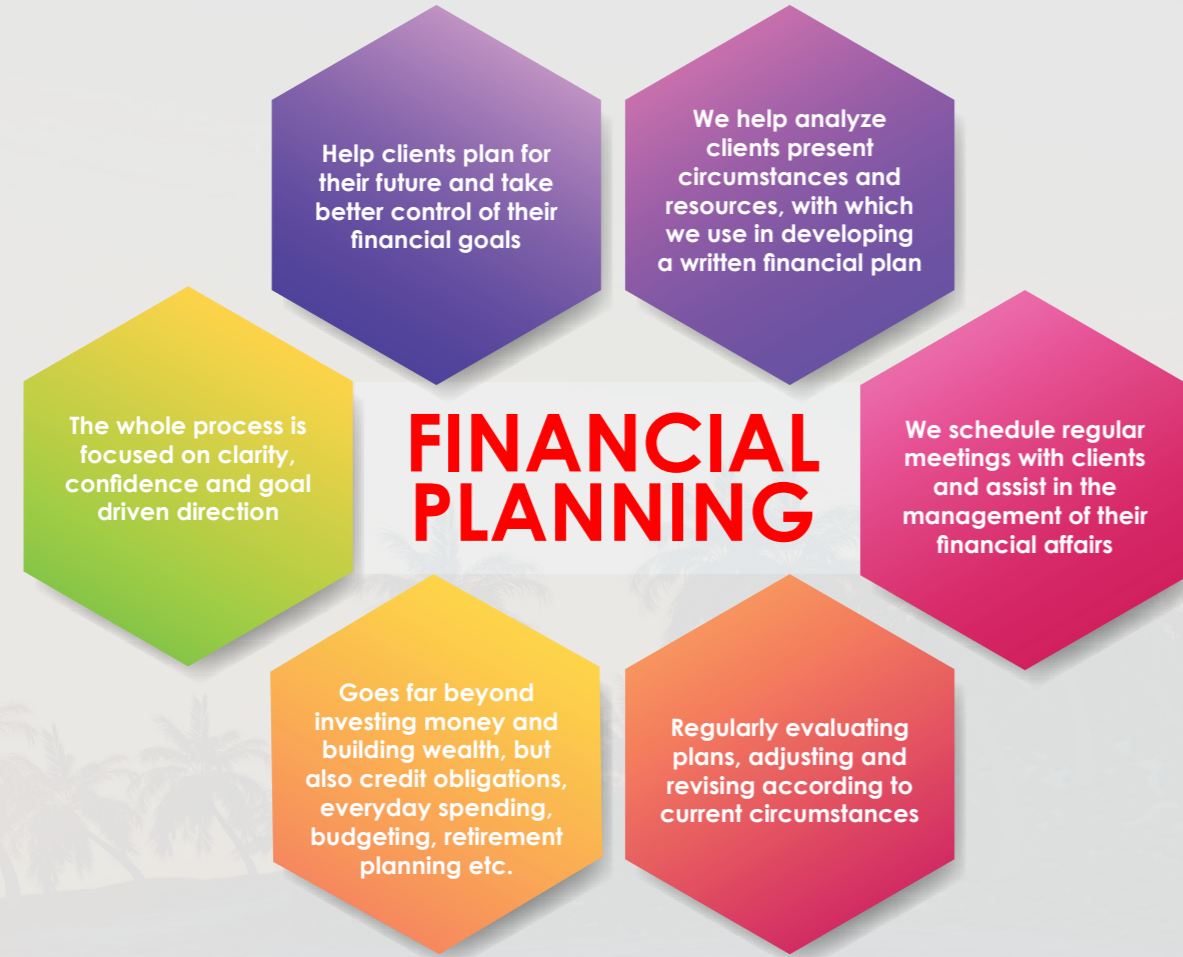 Help clients plan for
their future and take
better control of their
financial goals
We help analyze
clients present
circumstances and
resources, with which
we use in developing
a written financial plan
The whole process is
focused on clarity,
confidence and goal
driven direction
FINANCIAL
PLANNING
We schedule regular
meetings with clients
and assist in the
management of their
financial affairs
Goes far beyond
investing money and
building wealth, but
also credit obligations,
everyday spending,
budgeting, retirement
planning etc.
Regularly evaluating
plans, adjusting and
revising according to
current circumstances